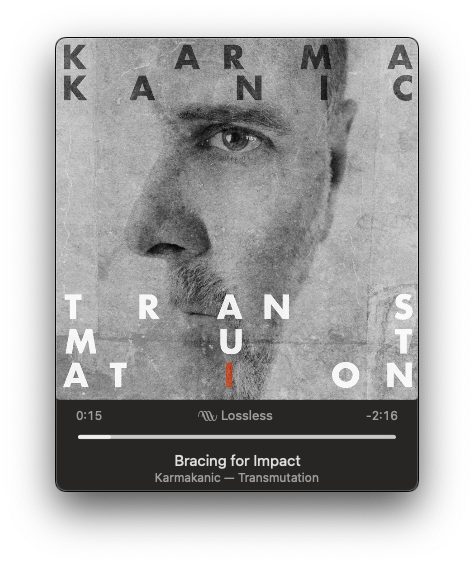 K A R M A
K A N I C
T R A N S
M U T
A T I O N
0:15 Lossless -2:16
Bracing for Impact
Karmakanic — Transmutation